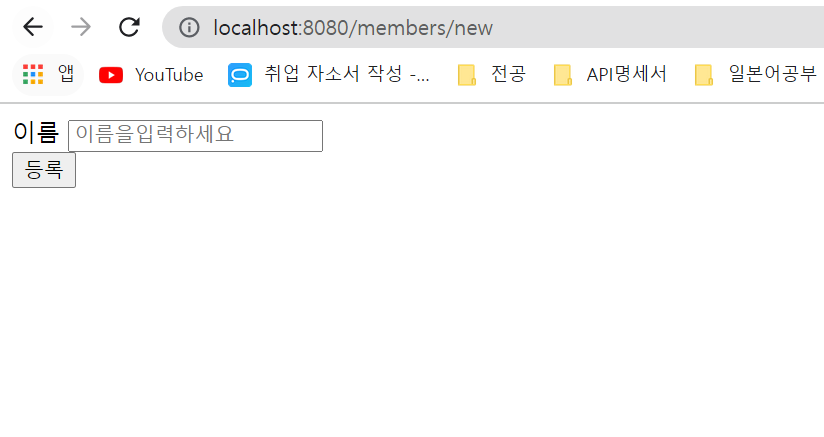 localhost:8080/members/new
앱 YouTube 취업 자소서 작성 -... 전공 API명세서 일본어공부
이름 이름을입력하세요
등록